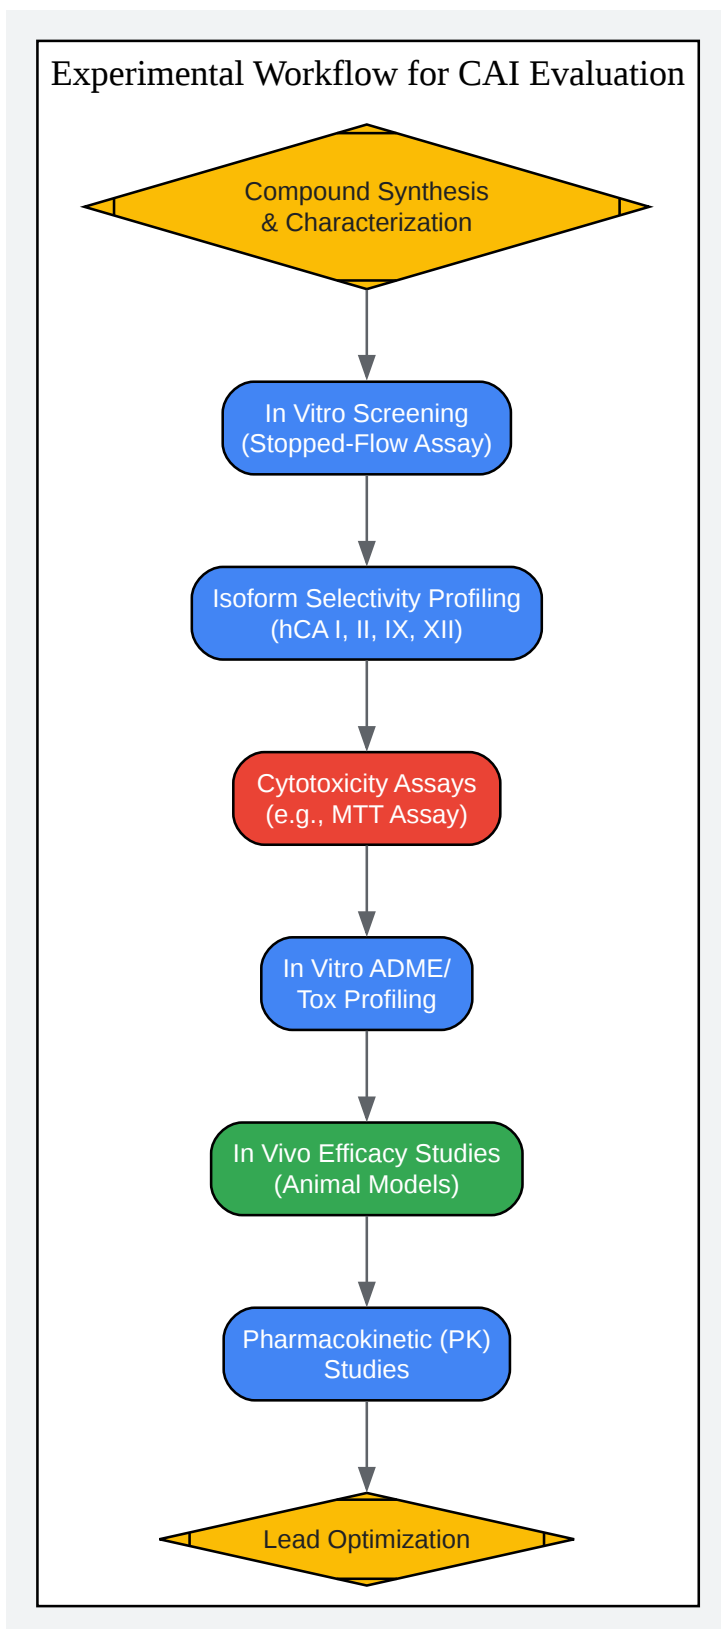 Experimental Workflow for CAI Evaluation
Compound Synthesis
& Characterization
In Vitro Screening
(Stopped-Flow Assay)
Isoform Selectivity Profiling
(hCA I, II, IX, XII)
Cytotoxicity Assays
(e.g., MTT Assay)
In Vitro ADME/
Tox Profiling
In Vivo Efficacy Studies
(Animal Models)
Pharmacokinetic (PK)
Studies
Lead Optimization